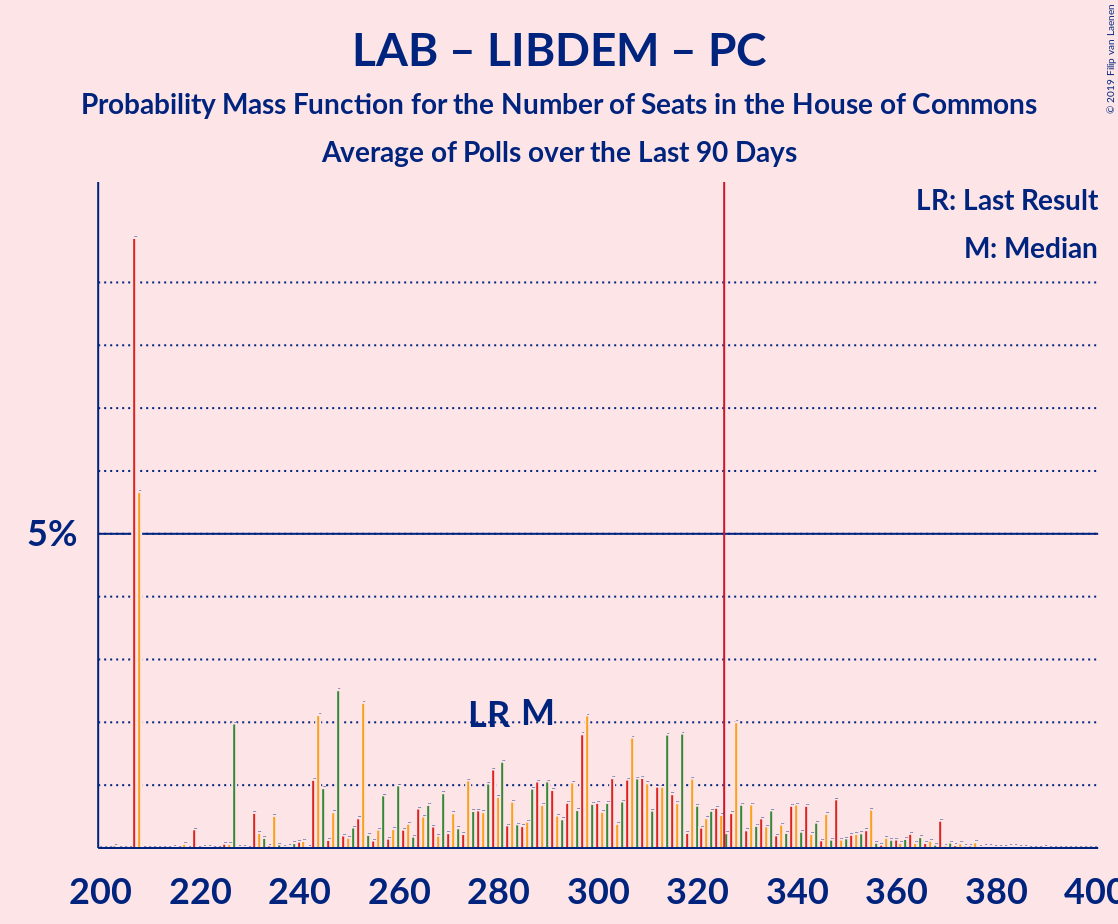 LAB – LIBDEM – PC
Probability Mass Function for the Number of Seats in the House of Commons
Average of Polls over the Last 90 Days
© 2019 Filip van Laenen
LR: Last Result
M: Median
5%
LR M
200 220 240 260 280 300 320 340 360 380 400